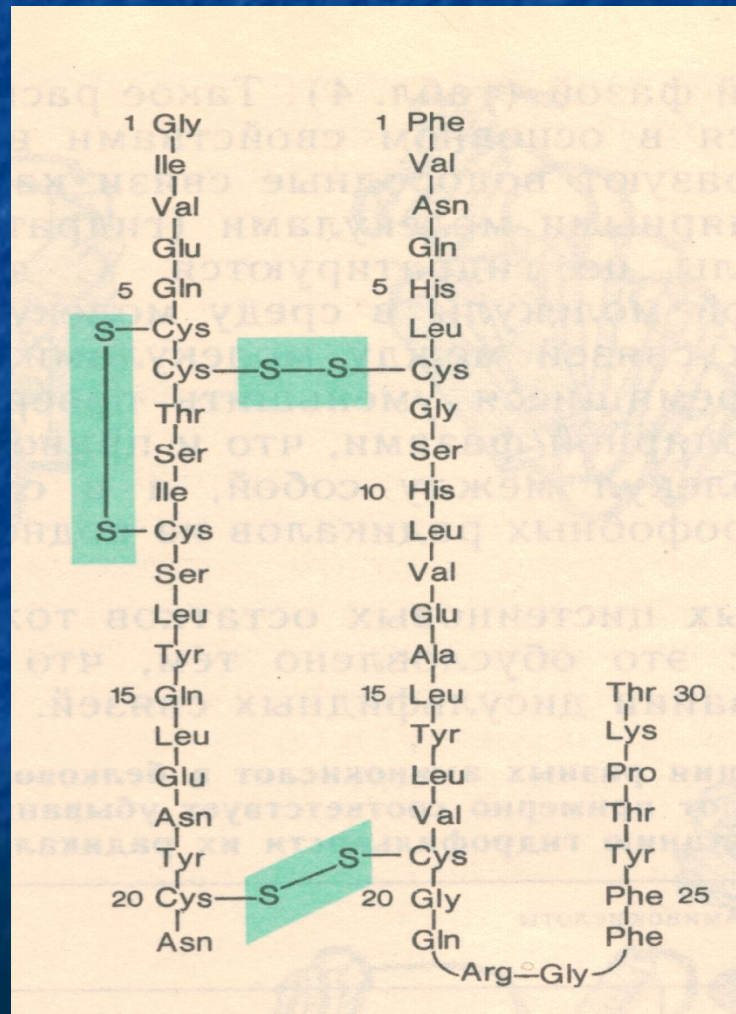 1 Gly 1 Phe
Ile Val
Val Asn
Glu Gln
5 Gln 5 His
S–Cys Leu
Cys–S–S–Cys
Thr Gly
Ser Ser
Ile 10 His
S–Cys Leu
Ser Val
Leu Glu
Tyr Ala
15 Gln 15 Leu Thr 30
Leu Tyr Lys
Glu Leu Pro
Asn Val Thr
Tyr S–Cys Tyr
20 Cys–S 20 Gly Phe 25
Asn Gln Phe
Arg–Gly